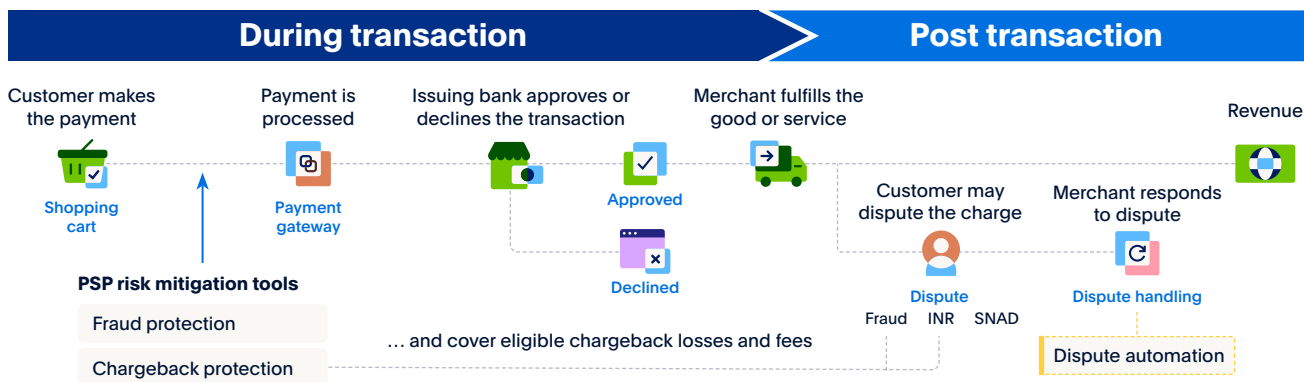 During transaction
Post transaction
Customer makes
the payment
Payment is
processed
Issuing bank approves or
declines the transaction
Merchant fulfills the
good or service
Revenue
Shopping
cart
Payment
gateway
Approved
Declined
Customer may
dispute the charge
Merchant responds
to dispute
Dispute
Fraud INR SNAD
Dispute handling
Dispute automation
PSP risk mitigation tools
Fraud protection
Chargeback protection
... and cover eligible chargeback losses and fees